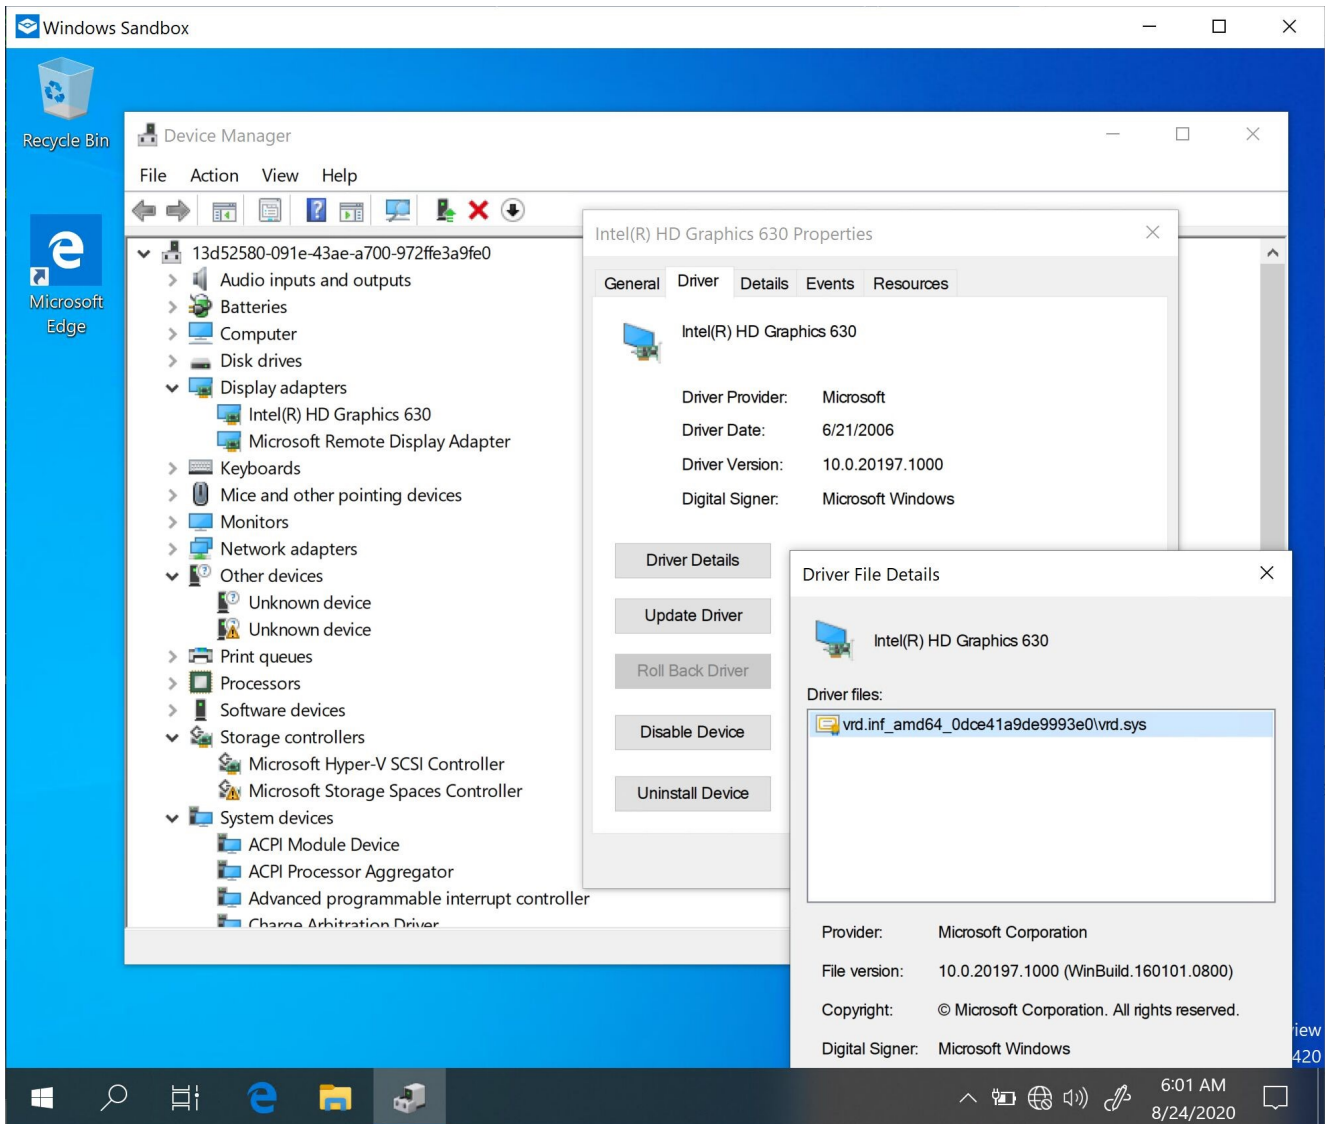 Windows Sandbox
Recycle Bin
Microsoft
Edge
Device Manager
File Action View Help
13d52580-091e-43ae-a700-972ffe3a9fe0
Audio inputs and outputs
Batteries
Computer
Disk drives
Display adapters
Intel(R) HD Graphics 630
Microsoft Remote Display Adapter
Keyboards
Mice and other pointing devices
Monitors
Network adapters
Other devices
Unknown device
Unknown device
Print queues
Processors
Software devices
Storage controllers
Microsoft Hyper-V SCSI Controller
Microsoft Storage Spaces Controller
System devices
ACPI Module Device
ACPI Processor Aggregator
Advanced programmable interrupt controller
Charge Arbitration Driver
Intel(R) HD Graphics 630 Properties
General Driver Details Events Resources
Intel(R) HD Graphics 630
Driver Provider: Microsoft
Driver Date: 6/21/2006
Driver Version: 10.0.20197.1000
Digital Signer: Microsoft Windows
Driver Details
Update Driver
Roll Back Driver
Disable Device
Uninstall Device
Driver File Details
Intel(R) HD Graphics 630
Driver files:
vrd.inf_amd64_0dce41a9de9993e0\vrd.sys
Provider: Microsoft Corporation
File version: 10.0.20197.1000 (WinBuild.160101.0800)
Copyright: © Microsoft Corporation. All rights reserved.
Digital Signer: Microsoft Windows
iew
420
6:01 AM
8/24/2020